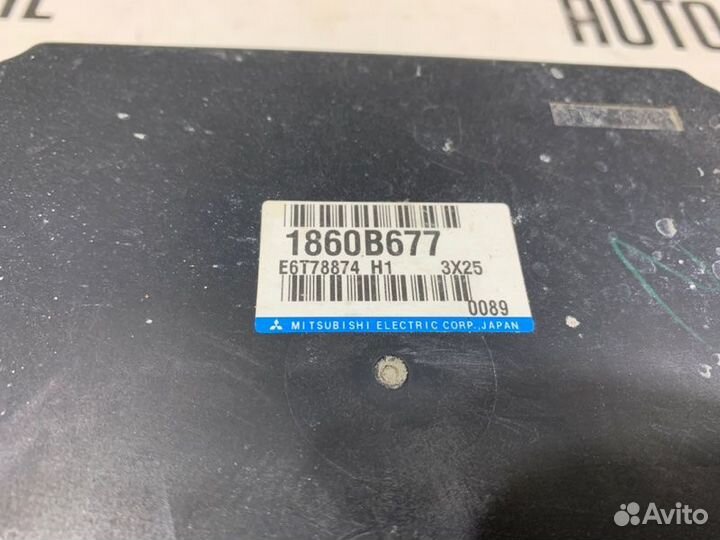 AUTO
1860B677
E6T78874 H1 3X25
0089
MITSUBISHI ELECTRIC CORP.,JAPAN
Avito